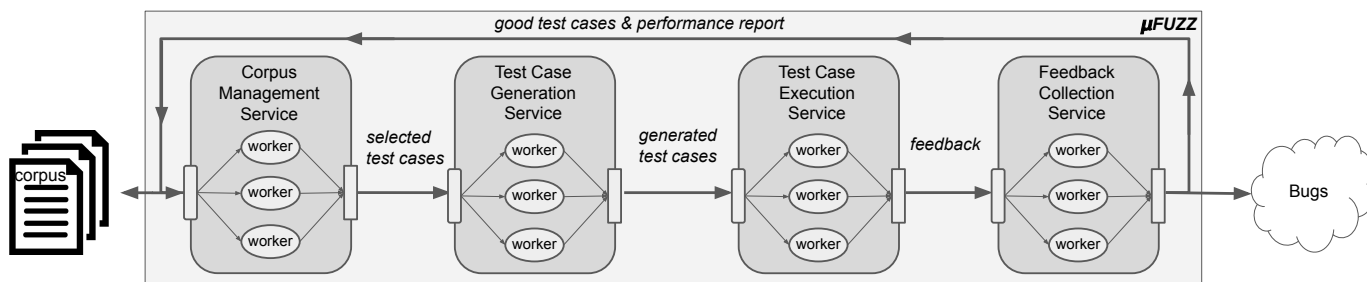 good test cases & performance report
μFUZZ
Corpus
Management
Service
worker
worker
worker
selected
test cases
Test Case
Generation
Service
worker
worker
worker
generated
test cases
Test Case
Execution
Service
worker
worker
worker
feedback
Feedback
Collection
Service
worker
worker
worker
corpus
Bugs